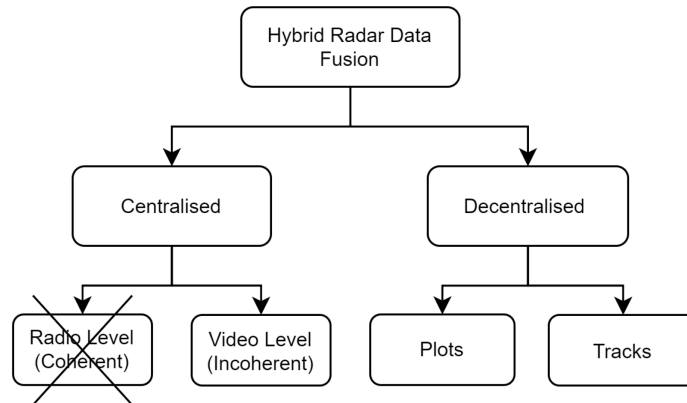 Hybrid Radar Data
Fusion
Centralised
Decentralised
Radio Level
(Coherent)
Video Level
(Incoherent)
Plots
Tracks